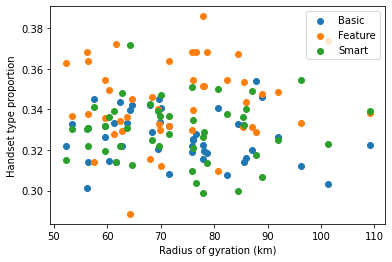 0.38
0.36
0.34
0.32
0.30
Handset type proportion
50 60 70 80 90 100 110
Radius of gyration (km)
Basic
Feature
Smart